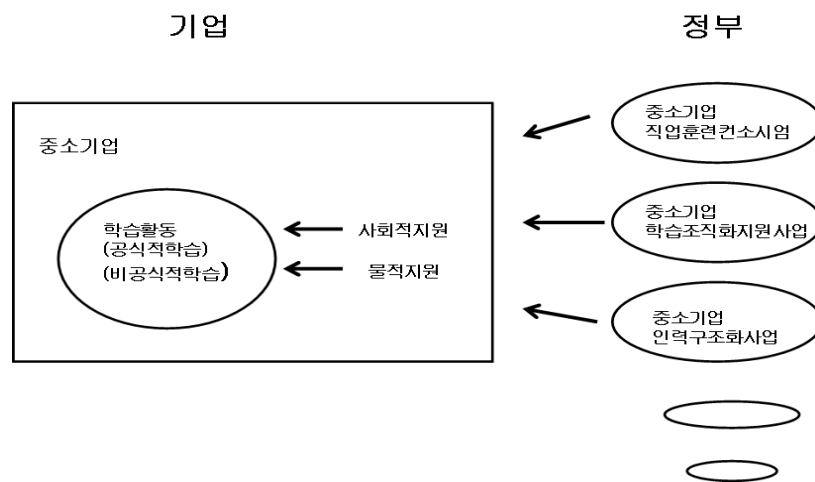 기업
정부
중소기업
학습활동
(공식적학습)
(비공식적학습)
사회적지원
물적지원
중소기업
직업훈련컨소시엄
중소기업
학습조직화지원사업
중소기업
인력구조화사업